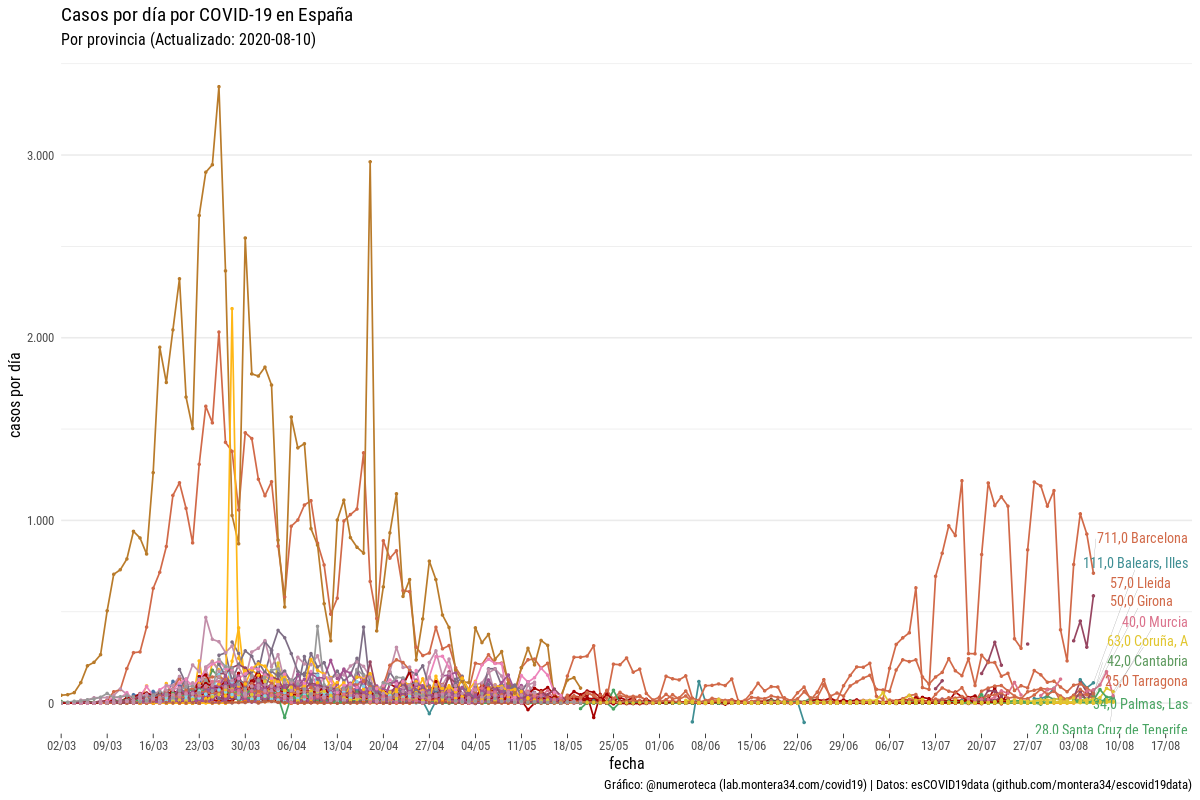 Casos por día por COVID-19 en España
Por provincia (Actualizado: 2020-08-10)
casos por día
3.000
2.000
1.000
0
711,0 Barcelona
111,0 Balears, Illes
57,0 Lleida
50,0 Girona
40,0 Murcia
63,0 Coruña, A
42,0 Cantabria
25,0 Tarragona
34,0 Palmas, Las
28,0 Santa Cruz de Tenerife
02/03 09/03 16/03 23/03 30/03 06/04 13/04 20/04 27/04 04/05 11/05 18/05 25/05 01/06 08/06 15/06 22/06 29/06 06/07 13/07 20/07 27/07 03/08 10/08 17/08
fecha
Gráfico: @numeroteca (lab.montera34.com/covid19) | Datos: esCOVID19data (github.com/montera34/escovid19data)